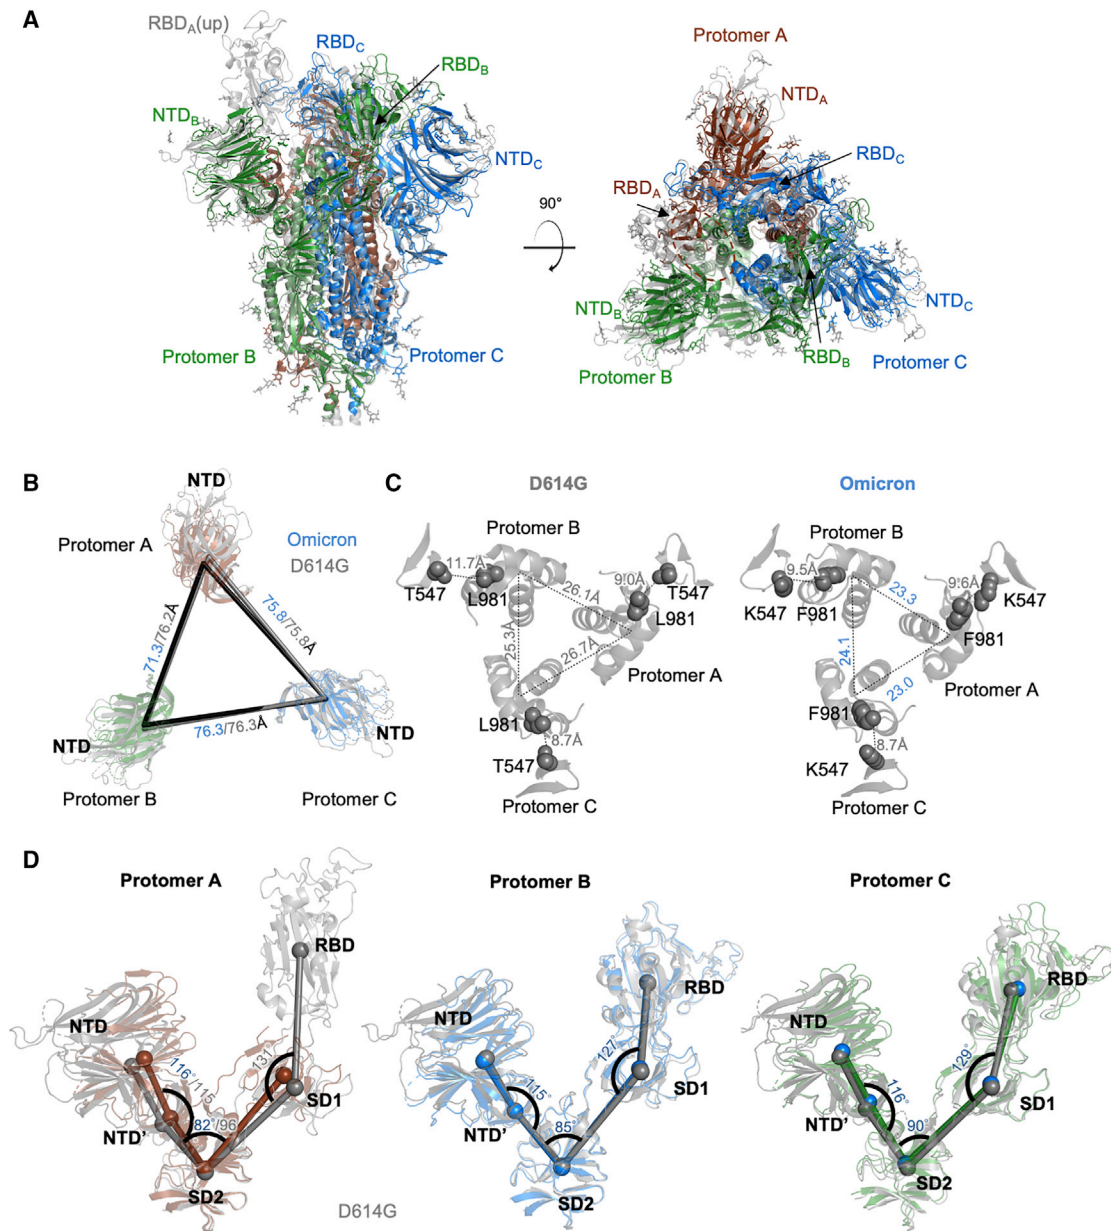 A
RBDA(up)
RBDC
RBDB
NTDB
NTDC
Protomer B
Protomer C
90°
Protomer A
NTDA
RBDC
RBDA
NTDB
NTDC
RBDB
Protomer C
Protomer B
B
NTD
Protomer A
Omicron
D614G
75.8/75.8Å
71.3/76.2Å
76.3/76.3Å
NTD
NTD
Protomer B
Protomer C
C
D614G
Protomer B
11.7Å
T547
L981
26.1Å
9.0Å
T547
L981
25.3Å
26.7Å
Protomer A
L981
8.7Å
T547
Protomer C
Omicron
Protomer B
9.5Å
K547
F981
23.3
9.6Å
K547
F981
24.1
23.0
Protomer A
F981
8.7Å
K547
Protomer C
D
Protomer A
RBD
NTD
116°/115
131°
SD1
NTD'
82°/96
SD2
D614G
Protomer B
RBD
NTD
127°
115°
SD1
NTD'
85°
SD2
Protomer C
RBD
NTD
129°
116°
SD1
NTD'
90°
SD2